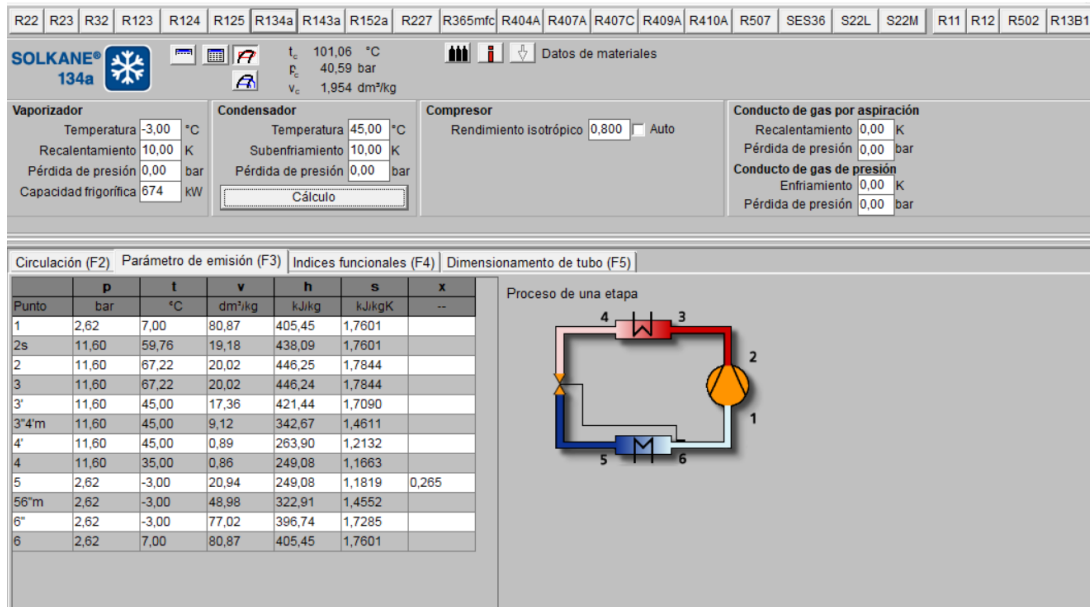 R22 R23 R32 R123 R124 R125 R134a R143a R152a R227 R365mfc R404A R407A R407C R409A R410A R507 SES36 S22L S22M R11 R12 R502 R13B1
SOLKANE®
134a
tc 101,06 °C
pc 40,59 bar
vc 1,954 dm³/kg
Datos de materiales
Vaporizador
Temperatura -3,00 °C
Recalentamiento 10,00 K
Pérdida de presión 0,00 bar
Capacidad frigorífica 674 kW
Condensador
Temperatura 45,00 °C
Subenfriamiento 10,00 K
Pérdida de presión 0,00 bar
Cálculo
Compresor
Rendimiento isotrópico 0,800 Auto
Conducto de gas por aspiración
Recalentamiento 0,00 K
Pérdida de presión 0,00 bar
Conducto de gas de presión
Enfriamiento 0,00 K
Pérdida de presión 0,00 bar
Circulación (F2) Parámetro de emisión (F3) Indices funcionales (F4) Dimensionamento de tubo (F5)
p t v h s x
Punto bar °C dm³/kg kJ/kg kJ/kgK --
1 2,62 7,00 80,87 405,45 1,7601
2s 11,60 59,76 19,18 438,09 1,7601
2 11,60 67,22 20,02 446,25 1,7844
3 11,60 67,22 20,02 446,24 1,7844
3' 11,60 45,00 17,36 421,44 1,7090
3"4'm 11,60 45,00 9,12 342,67 1,4611
4' 11,60 45,00 0,89 263,90 1,2132
4 11,60 35,00 0,86 249,08 1,1663
5 2,62 -3,00 20,94 249,08 1,1819 0,265
56"m 2,62 -3,00 48,98 322,91 1,4552
6" 2,62 -3,00 77,02 396,74 1,7285
6 2,62 7,00 80,87 405,45 1,7601
Proceso de una etapa
4 3
2
1
5 6